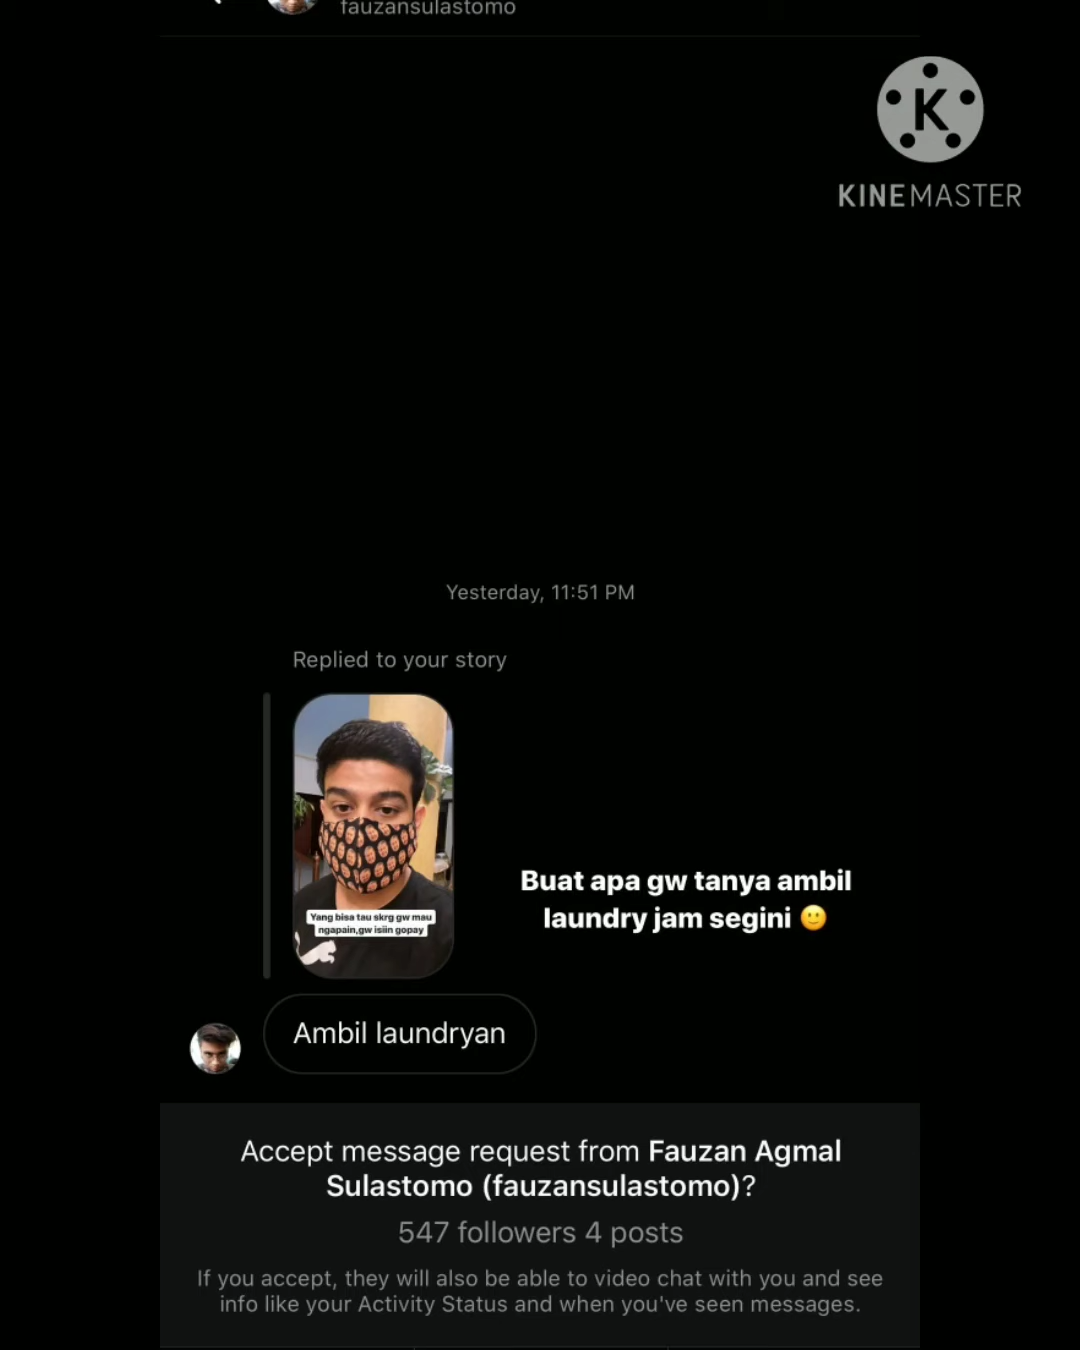 fauzansulastomo
K
KINEMASTER
Yesterday, 11:51 PM
Replied to your story
Yang bisa tau skrg gw mau
ngapain,gw isiin gopay
Buat apa gw tanya ambil
laundry jam segini 🙂
Ambil laundryan
Accept message request from Fauzan Agmal
Sulastomo (fauzansulastomo)?
547 followers 4 posts
If you accept, they will also be able to video chat with you and see
info like your Activity Status and when you've seen messages.